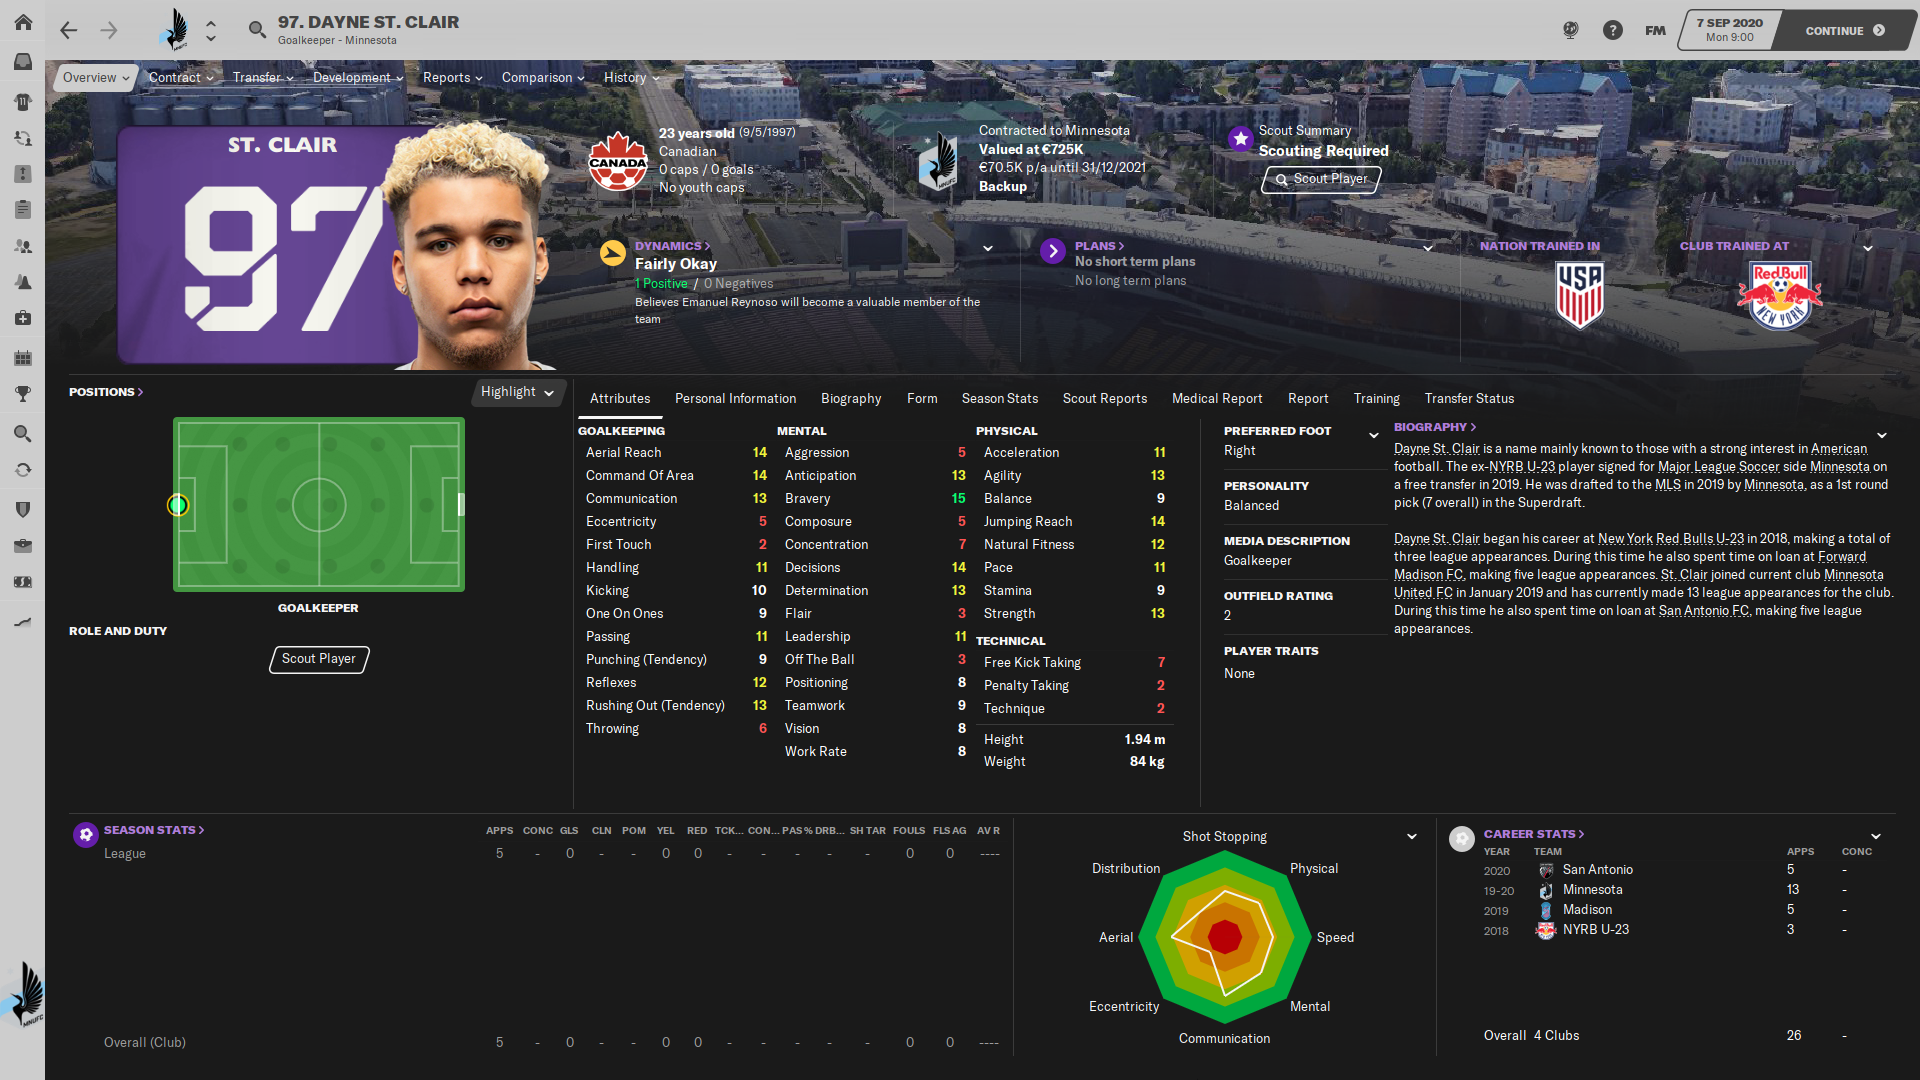 97. DAYNE ST. CLAIR
Goalkeeper - Minnesota
FM
7 SEP 2020
Mon 9:00
CONTINUE
Overview
Contract
Transfer
Development
Reports
Comparison
History
ST. CLAIR
97
CANADA
23 years old (9/5/1997)
Canadian
0 caps / 0 goals
No youth caps
Contracted to Minnesota
Valued at €725K
€70.5K p/a until 31/12/2021
Backup
Scout Summary
Scouting Required
Scout Player
DYNAMICS
Fairly Okay
1 Positive / 0 Negatives
Believes Emanuel Reynoso will become a valuable member of the
team
PLANS
No short term plans
No long term plans
NATION TRAINED IN
USA
CLUB TRAINED AT
RedBull
NEW YORK
POSITIONS
Highlight
GOALKEEPER
ROLE AND DUTY
Scout Player
Attributes
Personal Information
Biography
Form
Season Stats
Scout Reports
Medical Report
Report
Training
Transfer Status
GOALKEEPING
Aerial Reach 14
Command Of Area 14
Communication 13
Eccentricity 5
First Touch 2
Handling 11
Kicking 10
One On Ones 9
Passing 11
Punching (Tendency) 9
Reflexes 12
Rushing Out (Tendency) 13
Throwing 6
MENTAL
Aggression 5
Anticipation 13
Bravery 15
Composure 5
Concentration 7
Decisions 14
Determination 13
Flair 3
Leadership 11
Off The Ball 3
Positioning 8
Teamwork 9
Vision 8
Work Rate 8
PHYSICAL
Acceleration 11
Agility 13
Balance 9
Jumping Reach 14
Natural Fitness 12
Pace 11
Stamina 9
Strength 13
TECHNICAL
Free Kick Taking 7
Penalty Taking 2
Technique 2
Height 1.94 m
Weight 84 kg
PREFERRED FOOT
Right
PERSONALITY
Balanced
MEDIA DESCRIPTION
Goalkeeper
OUTFIELD RATING
2
PLAYER TRAITS
None
BIOGRAPHY
Dayne St. Clair is a name mainly known to those with a strong interest in American
football. The ex-NYRB U-23 player signed for Major League Soccer side Minnesota on
a free transfer in 2019. He was drafted to the MLS in 2019 by Minnesota, as a 1st round
pick (7 overall) in the Superdraft.
Dayne St. Clair began his career at New York Red Bulls U-23 in 2018, making a total of
three league appearances. During this time he also spent time on loan at Forward
Madison FC, making five league appearances. St. Clair joined current club Minnesota
United FC in January 2019 and has currently made 13 league appearances for the club.
During this time he also spent time on loan at San Antonio FC, making five league
appearances.
SEASON STATS
APPS CONC GLS CLN POM YEL RED TCK... CON... PAS % DRB... SH TAR FOULS FLS AG AV R
League 5 - 0 - - 0 0 - - - - - 0 0 ----
Overall (Club) 5 - 0 - - 0 0 - - - - - 0 0 ----
Shot Stopping
Distribution
Physical
Aerial
Speed
Eccentricity
Mental
Communication
CAREER STATS
YEAR TEAM APPS CONC
2020 San Antonio 5 -
19-20 Minnesota 13 -
2019 Madison 5 -
2018 NYRB U-23 3 -
Overall 4 Clubs 26 -